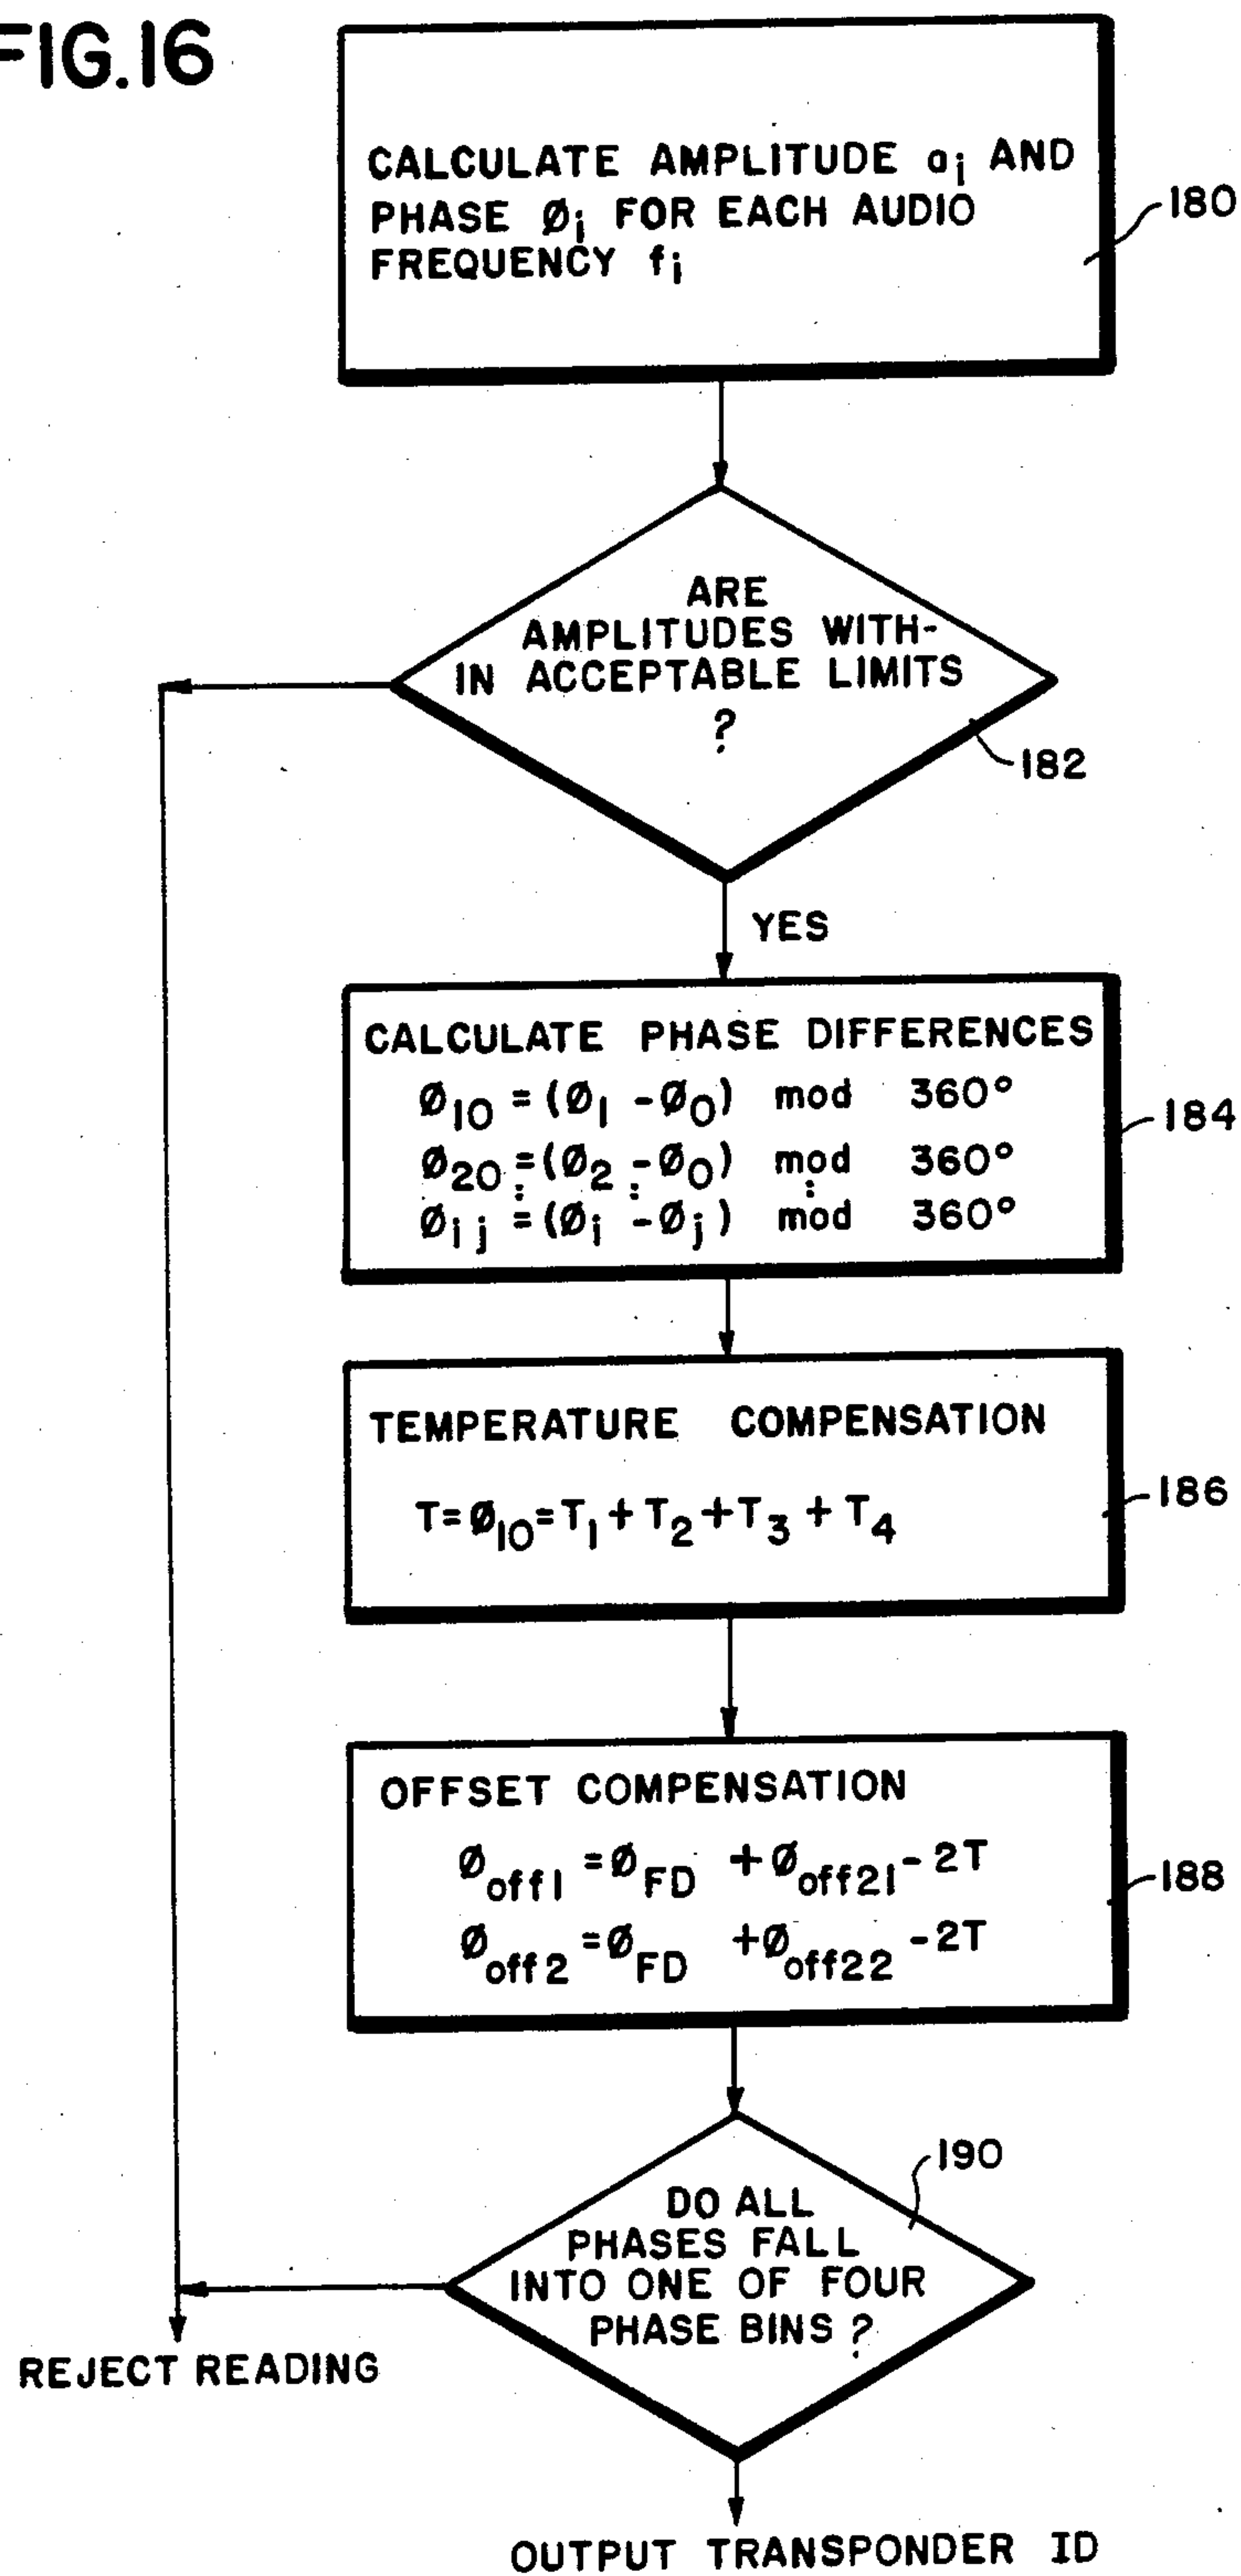 FIG.16
CALCULATE AMPLITUDE ai AND
PHASE Øi FOR EACH AUDIO
FREQUENCY fi
180
ARE
AMPLITUDES WITH-
IN ACCEPTABLE LIMITS
?
182
YES
CALCULATE PHASE DIFFERENCES
Ø10 = (Ø1 - Ø0) mod 360°
Ø20 = (Ø2 - Ø0) mod 360°
: : :
Øij = (Øi - Øj) mod 360°
184
TEMPERATURE COMPENSATION
T=Ø10=T1+T2+T3+T4
186
OFFSET COMPENSATION
Øoff1 =ØFD +Øoff21-2T
Øoff2 =ØFD +Øoff22 -2T
188
190
DO ALL
PHASES FALL
INTO ONE OF FOUR
PHASE BINS ?
REJECT READING
OUTPUT TRANSPONDER ID